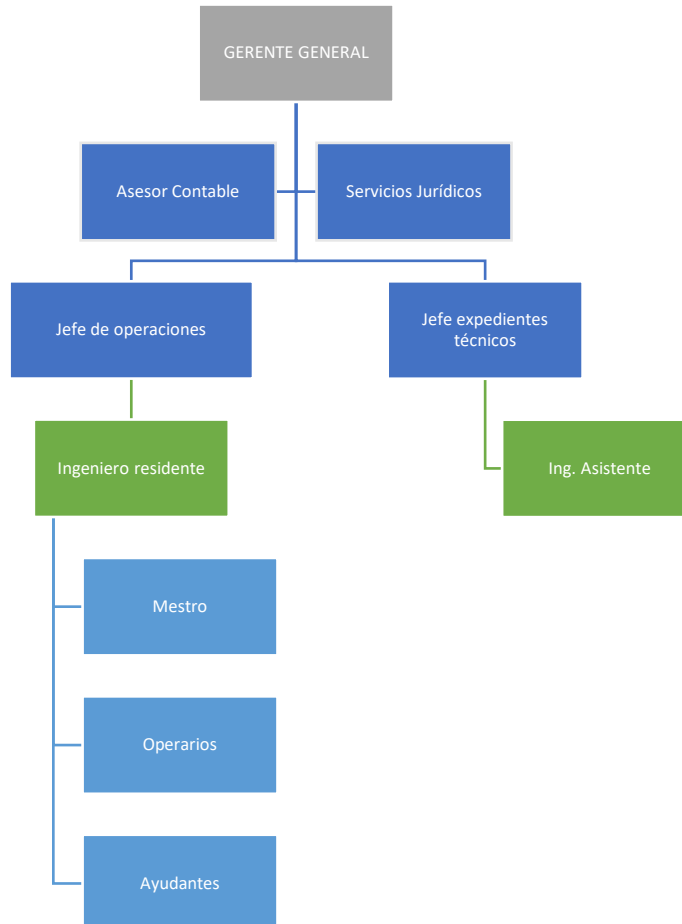 GERENTE GENERAL
Asesor Contable
Servicios Jurídicos
Jefe de operaciones
Jefe expedientes
técnicos
Ingeniero residente
Ing. Asistente
Mestro
Operarios
Ayudantes